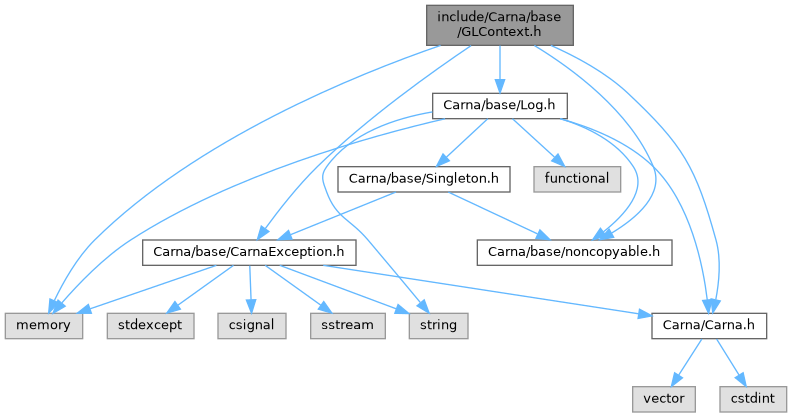 include/Carna/base
/GLContext.h
Carna/base/Log.h
Carna/base/Singleton.h
functional
Carna/base/CarnaException.h
Carna/base/noncopyable.h
memory
stdexcept
csignal
sstream
string
Carna/Carna.h
vector
cstdint